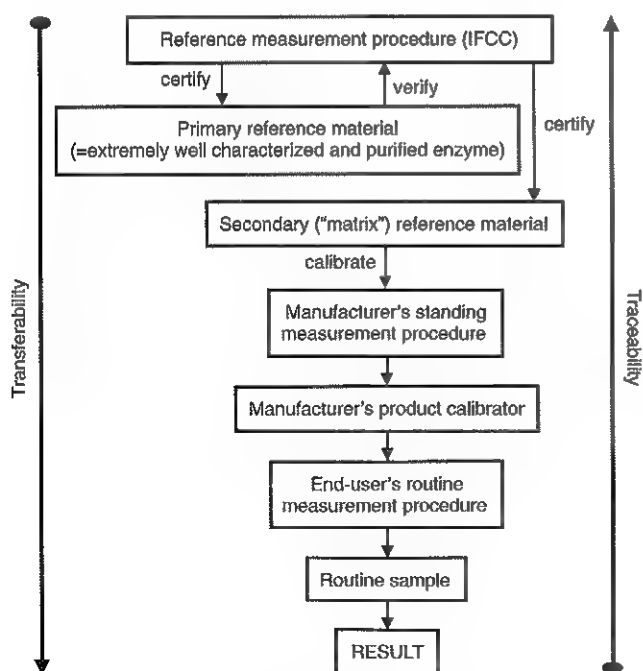 Reference measurement procedure (IFCC)
certify
verify
Primary reference material
(=extremely well characterized and purified enzyme)
certify
Secondary ("matrix") reference material
calibrate
Manufacturer's standing
measurement procedure
Manufacturer's product calibrator
End-user's routine
measurement procedure
Routine sample
RESULT
Transferability
Traceability